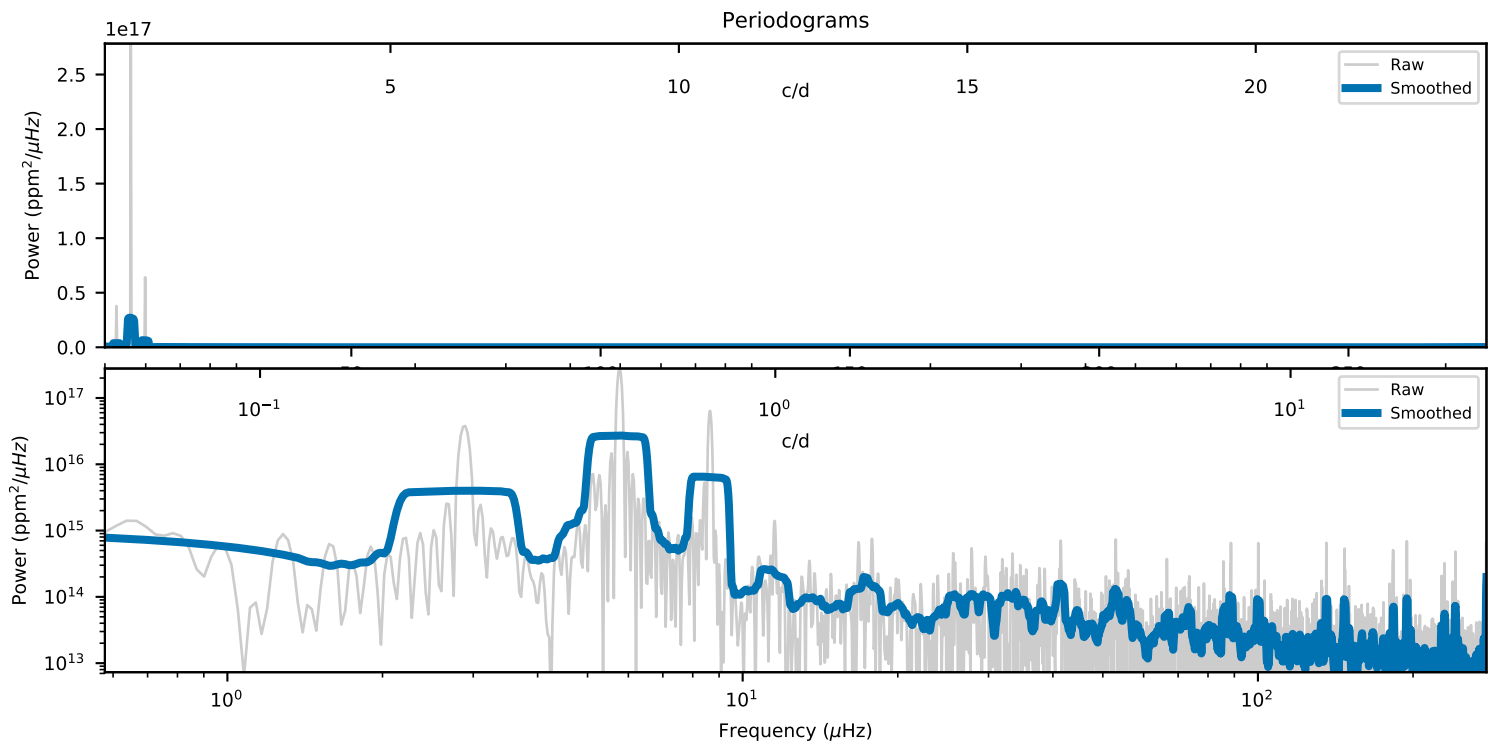 Periodograms
1e17
Power (ppm²/μHz)
2.5
2.0
1.5
1.0
0.5
0.0
5
10
15
20
c/d
Raw
Smoothed
Power (ppm²/μHz)
10¹⁷
10¹⁶
10¹⁵
10¹⁴
10¹³
10⁻¹
10⁰
10¹
c/d
Raw
Smoothed
10⁰
10¹
10²
Frequency (μHz)